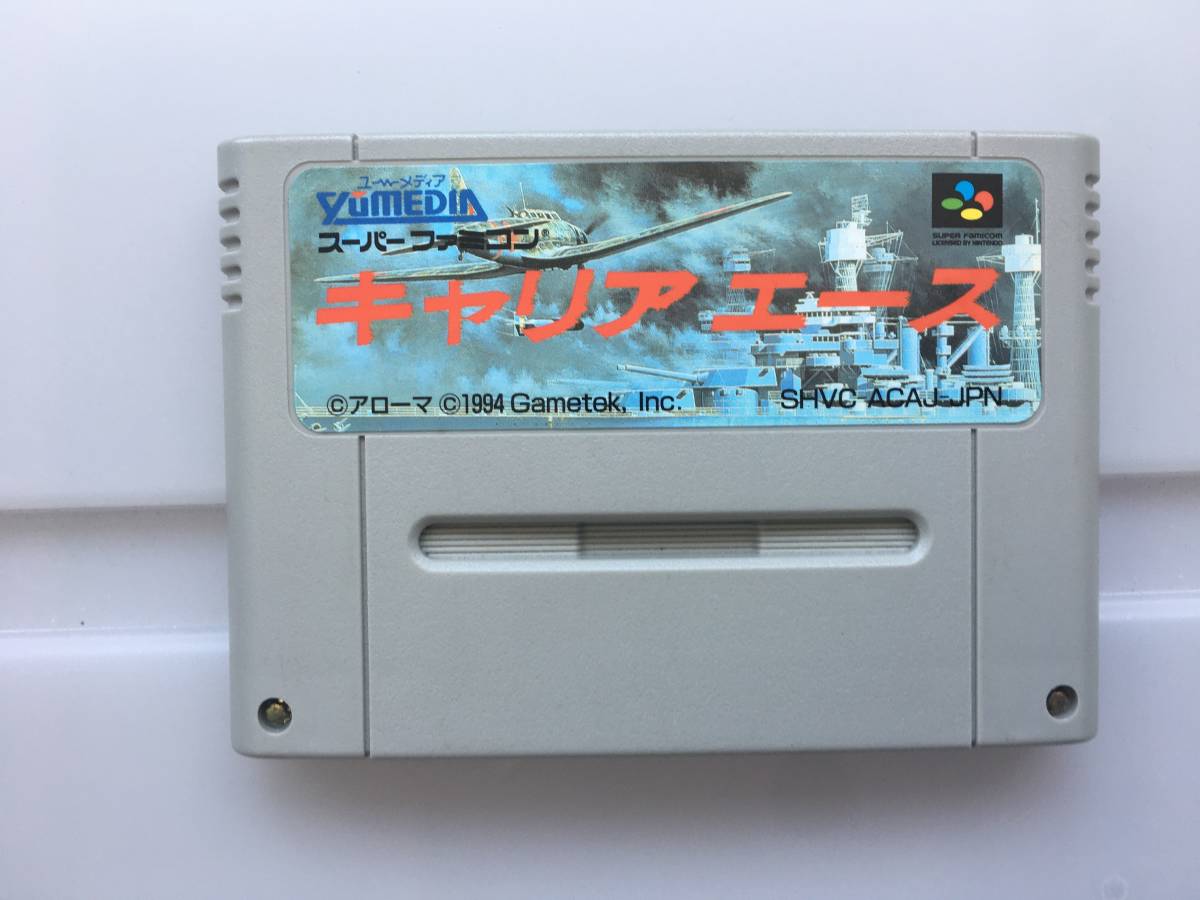 ユーメディア
YŪMEDIA
スーパーファミコン
SUPER FAMICOM
LICENSED BY NINTENDO
キャリアエース
©アローマ ©1994 Gametek, Inc.
SHVC-ACAJ-JPN